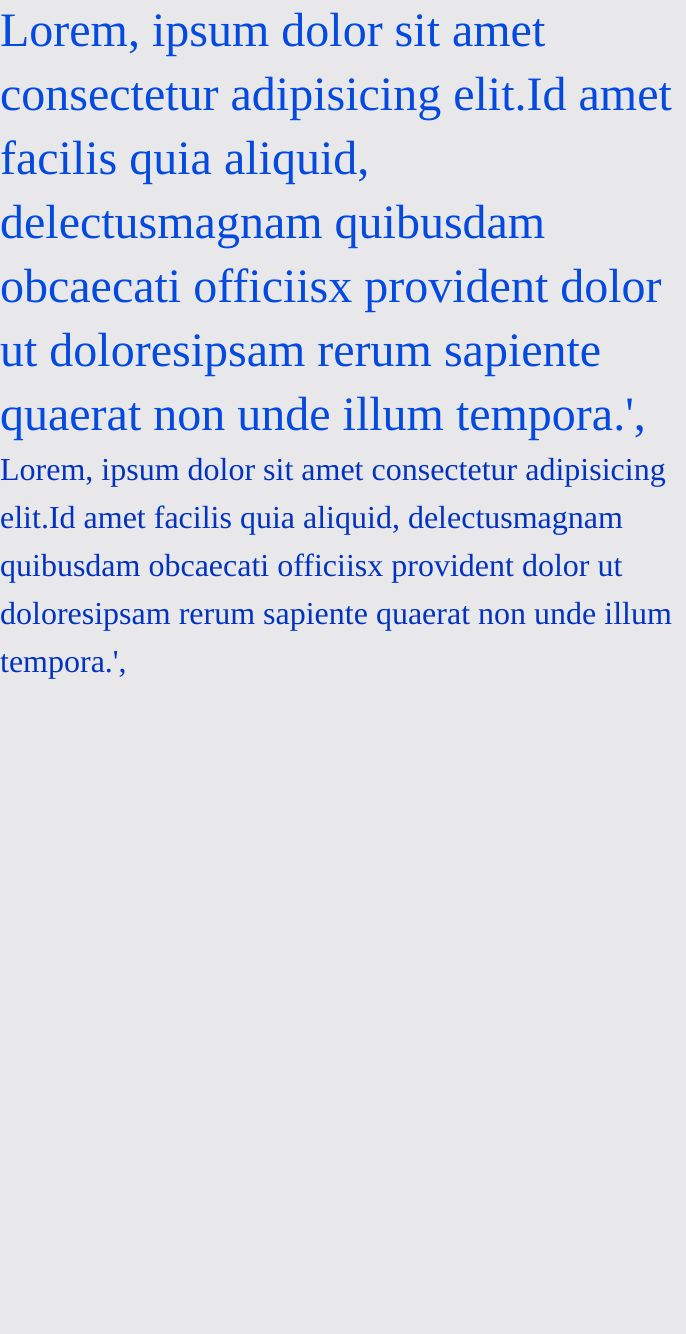 Lorem, ipsum dolor sit amet
consectetur adipisicing elit.Id amet
facilis quia aliquid,
delectusmagnam quibusdam
obcaecati officiisx provident dolor
ut doloresipsam rerum sapiente
quaerat non unde illum tempora.',
Lorem, ipsum dolor sit amet consectetur adipisicing
elit.Id amet facilis quia aliquid, delectusmagnam
quibusdam obcaecati officiisx provident dolor ut
doloresipsam rerum sapiente quaerat non unde illum
tempora.',